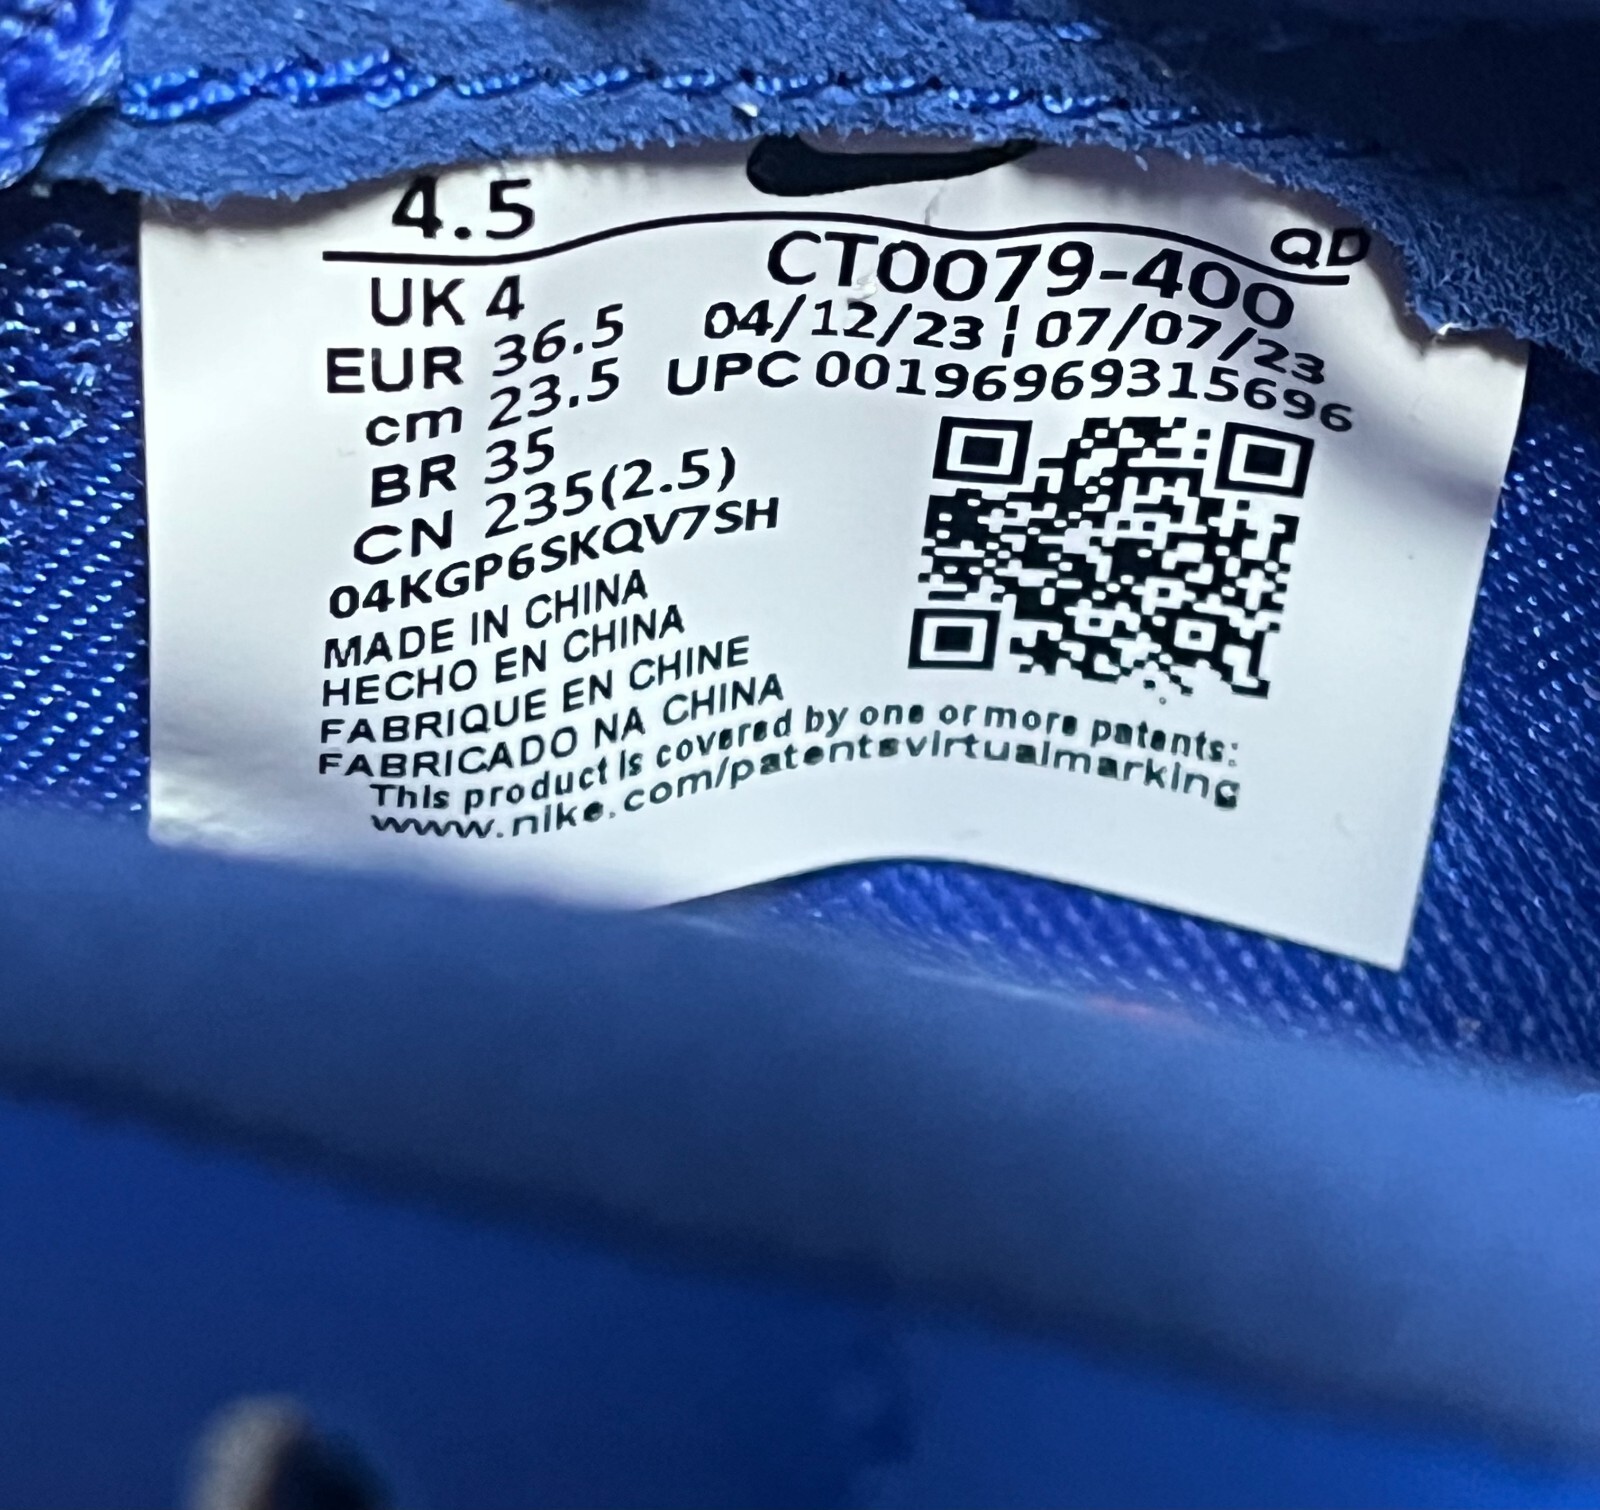 4.5
QD
UK 4
CT0079-400
EUR 36.5
04/12/23 ¦ 07/07/23
cm 23.5
UPC 00196969315696
BR 35
CN 235(2.5)
04KGP6SKQV7SH
MADE IN CHINA
HECHO EN CHINA
FABRIQUE EN CHINE
FABRICADO NA CHINA
This product is covered by one or more patents:
www.nike.com/patentsvirtualmarking